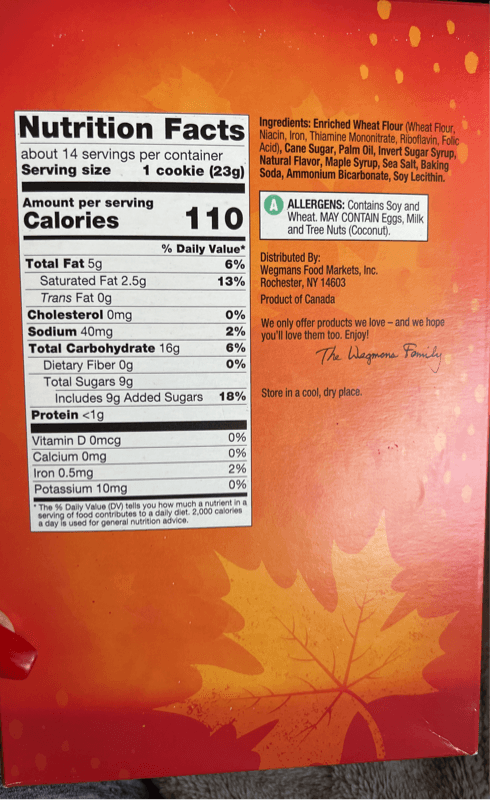 Nutrition Facts
about 14 servings per container
Serving size 1 cookie (23g)
Amount per serving
Calories 110
% Daily Value*
Total Fat 5g 6%
Saturated Fat 2.5g 13%
Trans Fat 0g
Cholesterol 0mg 0%
Sodium 40mg 2%
Total Carbohydrate 16g 6%
Dietary Fiber 0g 0%
Total Sugars 9g
Includes 9g Added Sugars 18%
Protein <1g
Vitamin D 0mcg 0%
Calcium 0mg 0%
Iron 0.5mg 2%
Potassium 10mg 0%
* The % Daily Value (DV) tells you how much a nutrient in a
serving of food contributes to a daily diet. 2,000 calories
a day is used for general nutrition advice.
Ingredients: Enriched Wheat Flour (Wheat Flour,
Niacin, Iron, Thiamine Mononitrate, Riboflavin, Folic
Acid), Cane Sugar, Palm Oil, Invert Sugar Syrup,
Natural Flavor, Maple Syrup, Sea Salt, Baking
Soda, Ammonium Bicarbonate, Soy Lecithin.
A ALLERGENS: Contains Soy and
Wheat. MAY CONTAIN Eggs, Milk
and Tree Nuts (Coconut).
Distributed By:
Wegmans Food Markets, Inc.
Rochester, NY 14603
Product of Canada
We only offer products we love – and we hope
you'll love them too. Enjoy!
The Wegmans Family
Store in a cool, dry place.